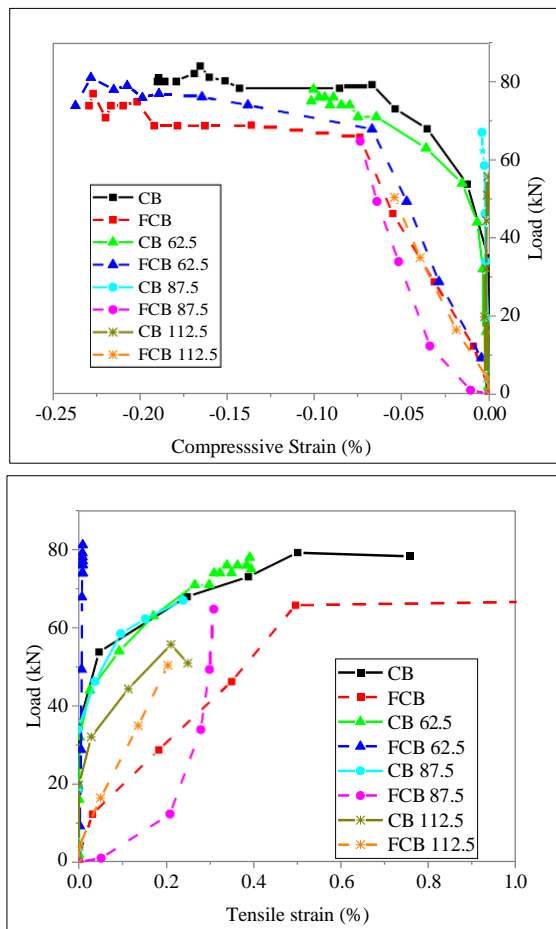 80
60
40
20
0
Load (kN)
CB
FCB
CB 62.5
FCB 62.5
CB 87.5
FCB 87.5
CB 112.5
FCB 112.5
-0.25 -0.20 -0.15 -0.10 -0.05 0.00
Compresssive Strain (%)
80
60
40
20
0
Load (kN)
CB
FCB
CB 62.5
FCB 62.5
CB 87.5
FCB 87.5
CB 112.5
FCB 112.5
0.0 0.2 0.4 0.6 0.8 1.0
Tensile strain (%)